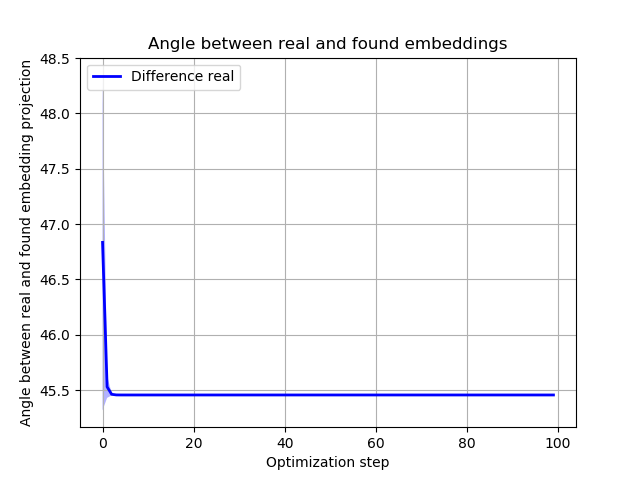 Angle between real and found embeddings
Difference real
Angle between real and found embedding projection
48.5
48.0
47.5
47.0
46.5
46.0
45.5
0 20 40 60 80 100
Optimization step